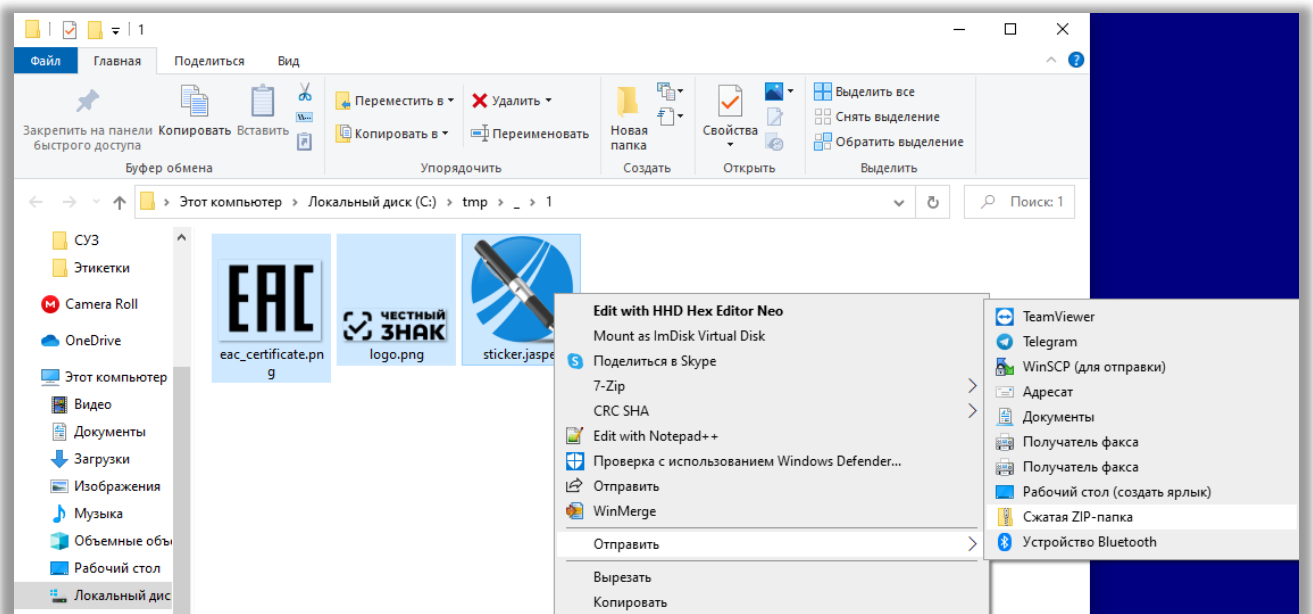 1
Файл Главная Поделиться Вид
Закрепить на панели
быстрого доступа
Копировать
Вставить
Буфер обмена
Переместить в
Копировать в
Удалить
Переименовать
Упорядочить
Новая
папка
Создать
Свойства
Открыть
Выделить все
Снять выделение
Обратить выделение
Выделить
Этот компьютер > Локальный диск (C:) > tmp > _ > 1
Поиск: 1
СУЗ
Этикетки
Camera Roll
OneDrive
Этот компьютер
Видео
Документы
Загрузки
Изображения
Музыка
Объемные объ
Рабочий стол
Локальный дис
EAC
eac_certificate.pn
g
ЧЕСТНЫЙ
ЗНАК
logo.png
sticker.jaspe
Edit with HHD Hex Editor Neo
Mount as ImDisk Virtual Disk
Поделиться в Skype
7-Zip
CRC SHA
Edit with Notepad++
Проверка с использованием Windows Defender...
Отправить
WinMerge
Отправить
Вырезать
Копировать
TeamViewer
Telegram
WinSCP (для отправки)
Адресат
Документы
Получатель факса
Получатель факса
Рабочий стол (создать ярлык)
Сжатая ZIP-папка
Устройство Bluetooth